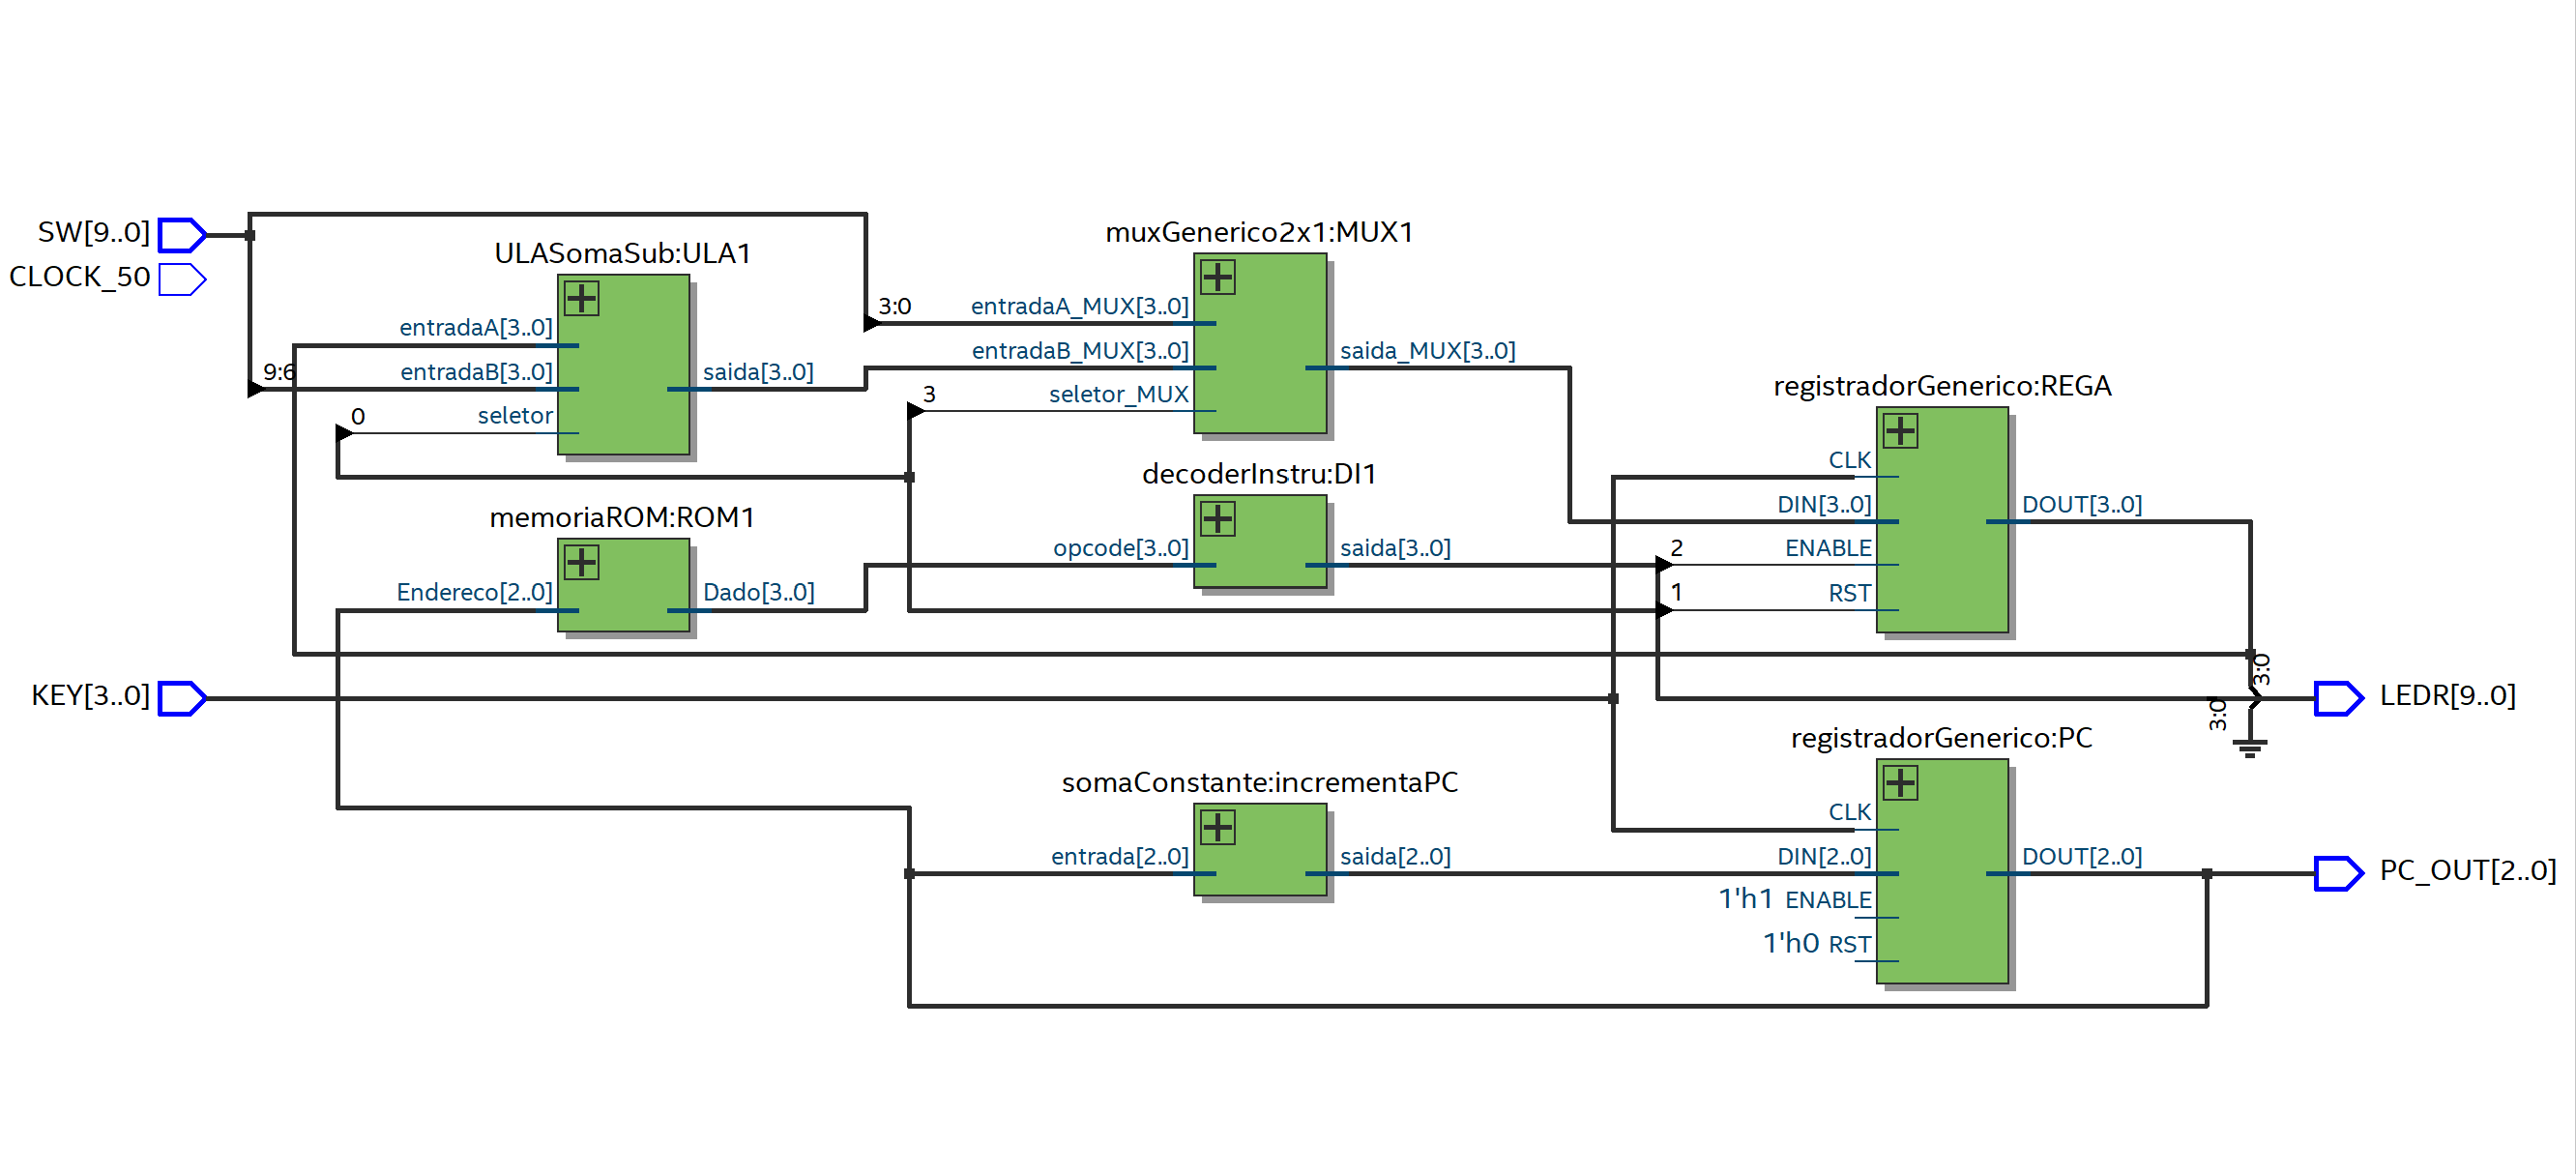 SW[9..0]
CLOCK_50
KEY[3..0]
9:6
0
ULASomaSub:ULA1
entradaA[3..0]
entradaB[3..0]
seletor
saida[3..0]
memoriaROM:ROM1
Endereco[2..0]
Dado[3..0]
3:0
3
muxGenerico2x1:MUX1
entradaA_MUX[3..0]
entradaB_MUX[3..0]
seletor_MUX
saida_MUX[3..0]
decoderInstru:DI1
opcode[3..0]
saida[3..0]
somaConstante:incrementaPC
entrada[2..0]
saida[2..0]
2
1
registradorGenerico:REGA
CLK
DIN[3..0]
ENABLE
RST
DOUT[3..0]
registradorGenerico:PC
CLK
DIN[2..0]
1'h1 ENABLE
1'h0 RST
DOUT[2..0]
3:0
3:0
LEDR[9..0]
PC_OUT[2..0]